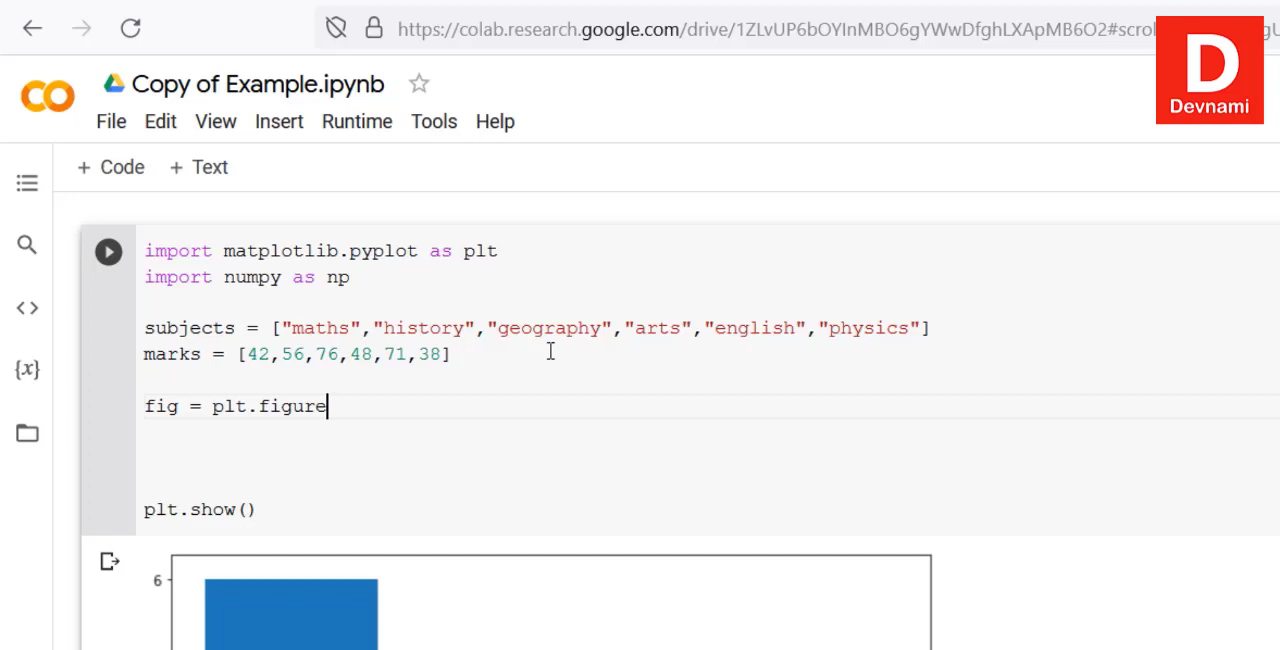 https://colab.research.google.com/drive/1ZLvUP6bOYInMBO6gYWwDfghLXApMB6O2#scrol
D
Devnami
CO
Copy of Example.ipynb
File Edit View Insert Runtime Tools Help
+ Code + Text
import matplotlib.pyplot as plt
import numpy as np
subjects = ["maths","history","geography","arts","english","physics"]
marks = [42,56,76,48,71,38]
fig = plt.figure
plt.show()
6